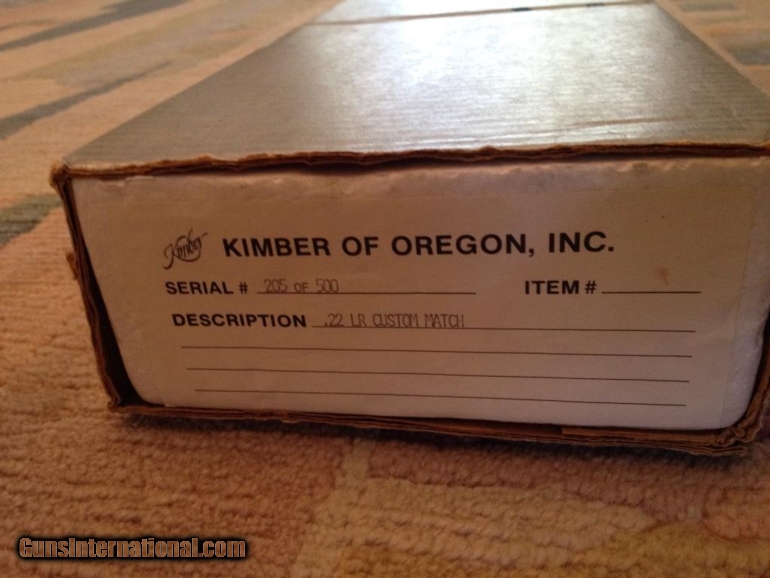 Kimber KIMBER OF OREGON, INC.
SERIAL # 205 OF 500 ITEM #
DESCRIPTION .22 LR CUSTOM MATCH
GunsInternational.com